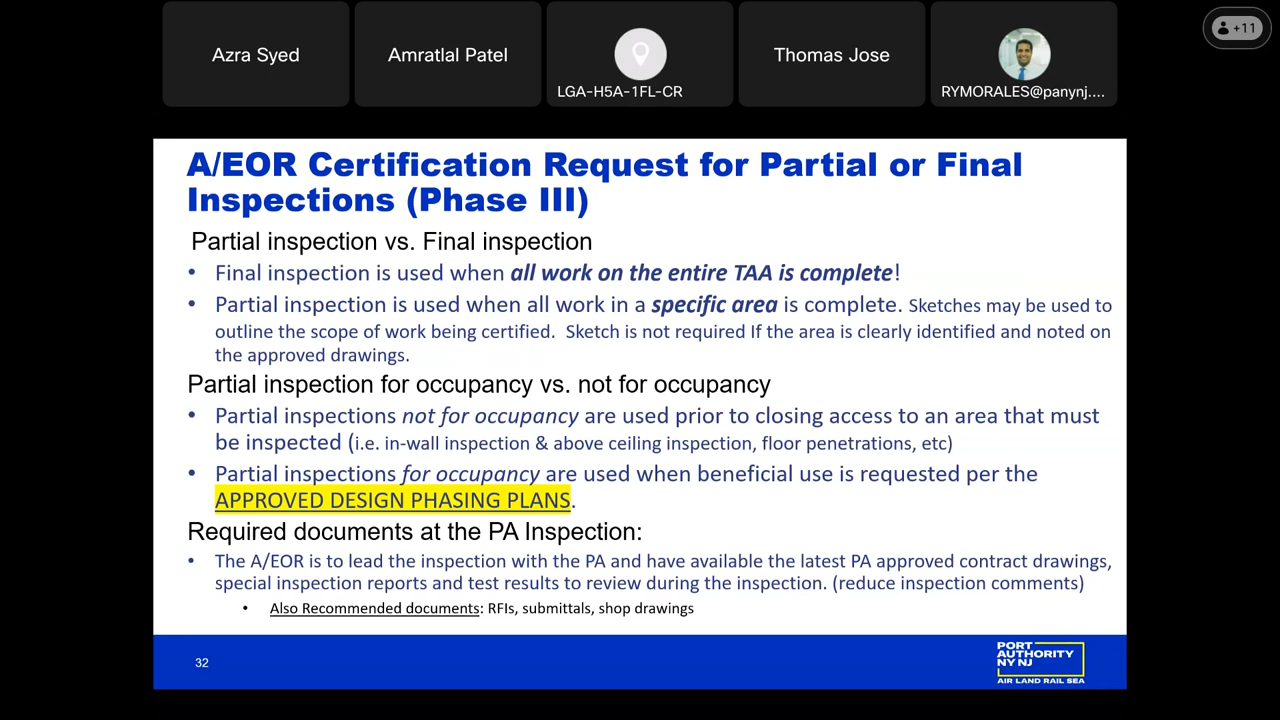 Azra Syed
Amratlal Patel
LGA-H5A-1FL-CR
Thomas Jose
RYMORALES@panynj....
+11
A/EOR Certification Request for Partial or Final
Inspections (Phase III)
Partial inspection vs. Final inspection
• Final inspection is used when all work on the entire TAA is complete!
• Partial inspection is used when all work in a specific area is complete. Sketches may be used to
outline the scope of work being certified.  Sketch is not required If the area is clearly identified and noted on
the approved drawings.
Partial inspection for occupancy vs. not for occupancy
• Partial inspections not for occupancy are used prior to closing access to an area that must
be inspected (i.e. in-wall inspection & above ceiling inspection, floor penetrations, etc)
• Partial inspections for occupancy are used when beneficial use is requested per the
APPROVED DESIGN PHASING PLANS.
Required documents at the PA Inspection:
• The A/EOR is to lead the inspection with the PA and have available the latest PA approved contract drawings,
special inspection reports and test results to review during the inspection. (reduce inspection comments)
• Also Recommended documents: RFIs, submittals, shop drawings
32
PORT
AUTHORITY
NY NJ
AIR LAND RAIL SEA